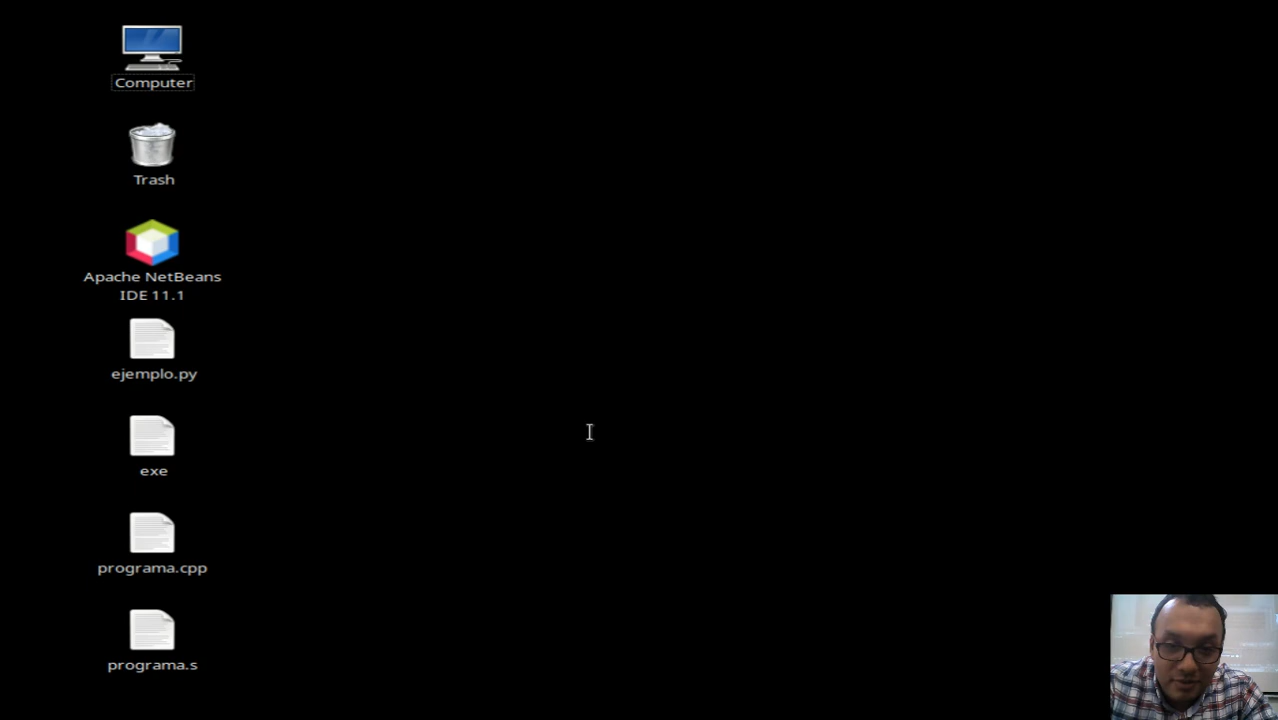 Computer
Trash
Apache NetBeans
IDE 11.1
ejemplo.py
exe
programa.cpp
programa.s